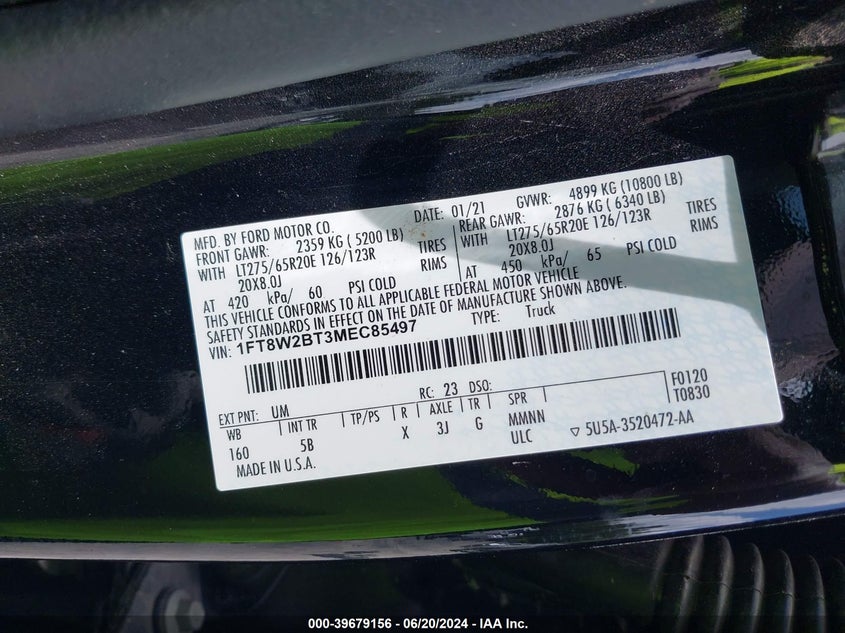 MFD. BY FORD MOTOR CO. DATE: 01/21 GVWR: 4899 KG (10800 LB)
FRONT GAWR: 2359 KG ( 5200 LB) REAR GAWR: 2876 KG ( 6340 LB)
WITH LT275/65R20E 126/123R TIRES WITH LT275/65R20E 126/123R TIRES
20X8.0J RIMS 20X8.0J RIMS
AT 420 kPa/ 60 PSI COLD AT 450 kPa/ 65 PSI COLD
THIS VEHICLE CONFORMS TO ALL APPLICABLE FEDERAL MOTOR VEHICLE
SAFETY STANDARDS IN EFFECT ON THE DATE OF MANUFACTURE SHOWN ABOVE.
VIN: 1FT8W2BT3MEC85497 TYPE: Truck
EXT PNT: UM RC: 23 DSO: F0120
WB INT TR TP/PS R AXLE TR SPR T0830
160 5B X 3J G MMNN
MADE IN U.S.A. ULC ▽ 5U5A-3520472-AA
000-39679156 - 06/20/2024 - IAA Inc.